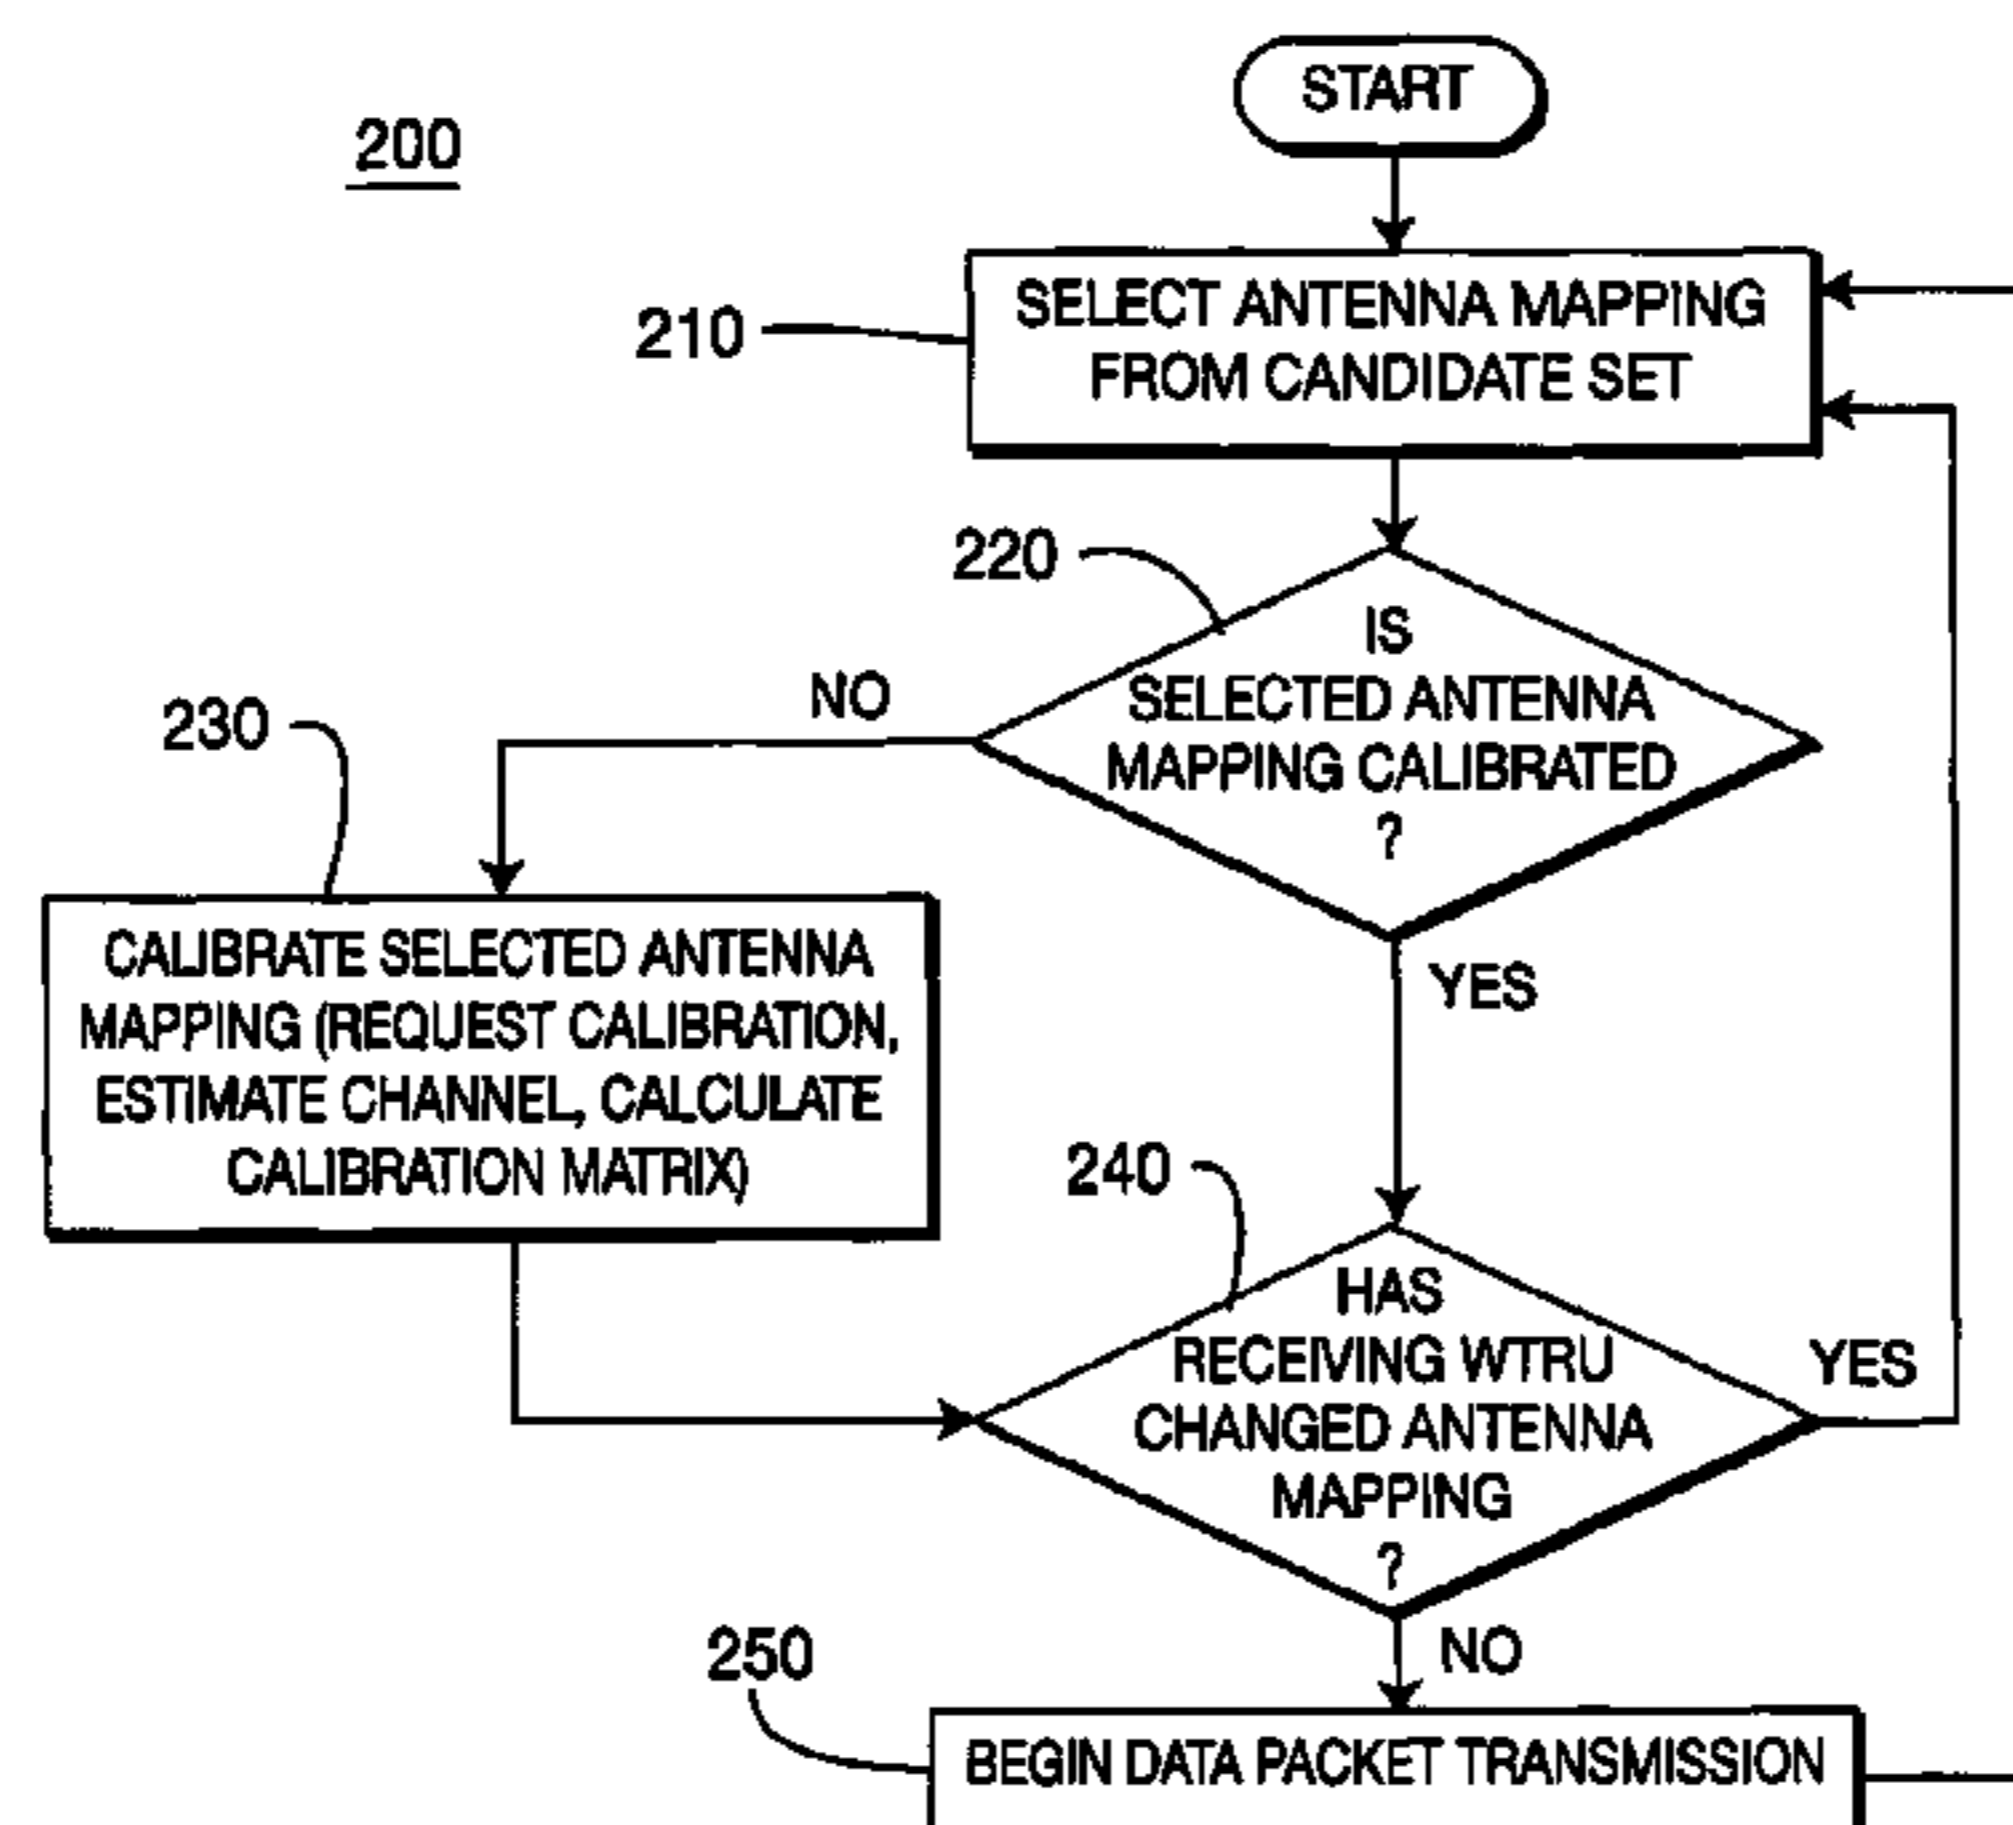 START
200
SELECT ANTENNA MAPPING
FROM CANDIDATE SET
210
220
IS
SELECTED ANTENNA
MAPPING CALIBRATED
?
NO
230
YES
CALIBRATE SELECTED ANTENNA
MAPPING (REQUEST CALIBRATION,
ESTIMATE CHANNEL, CALCULATE
CALIBRATION MATRIX)
240
HAS
RECEIVING WTRU
CHANGED ANTENNA
MAPPING
?
YES
NO
250
BEGIN DATA PACKET TRANSMISSION